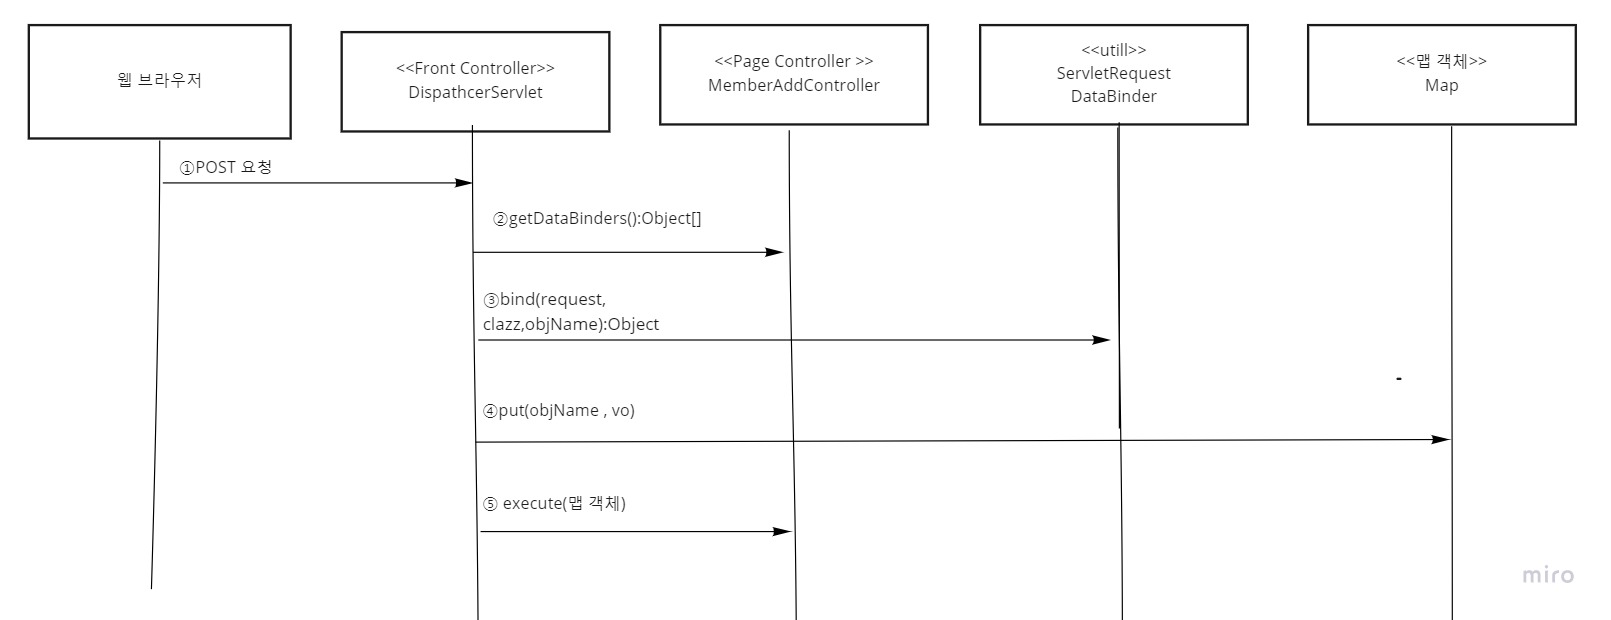 웹 브라우저
<<Front Controller>>
DispathcerServlet
<<Page Controller >>
MemberAddController
<<utill>>
ServletRequest
DataBinder
<<맵 객체>>
Map
①POST 요청
②getDataBinders():Object[]
③bind(request,
clazz,objName):Object
④put(objName , vo)
⑤ execute(맵 객체)
miro